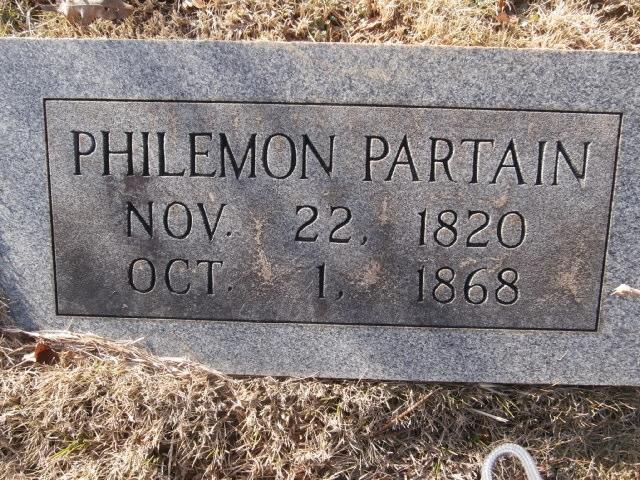 PHILEMON PARTAIN
NOV. 22, 1820
OCT. 1, 1868